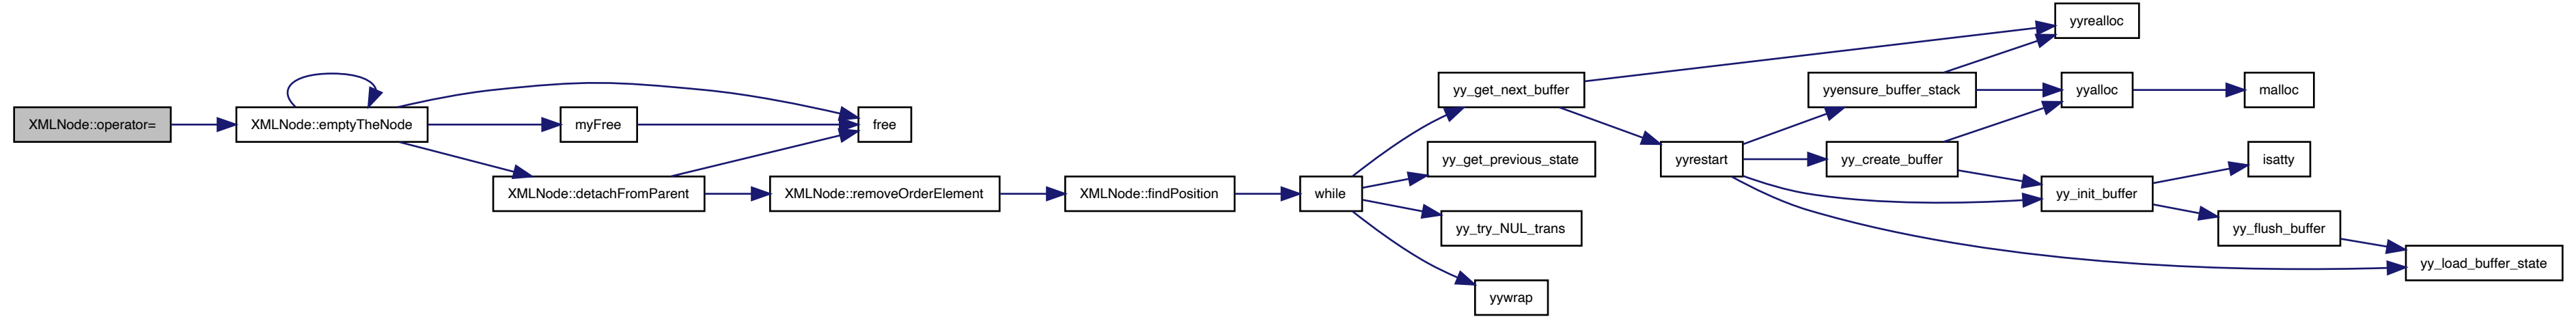 XMLNode::operator=
XMLNode::emptyTheNode
myFree
free
XMLNode::detachFromParent
XMLNode::removeOrderElement
XMLNode::findPosition
while
yy_get_next_buffer
yy_get_previous_state
yy_try_NUL_trans
yywrap
yyrestart
yyensure_buffer_stack
yy_create_buffer
yyrealloc
yyalloc
malloc
yy_init_buffer
isatty
yy_flush_buffer
yy_load_buffer_state